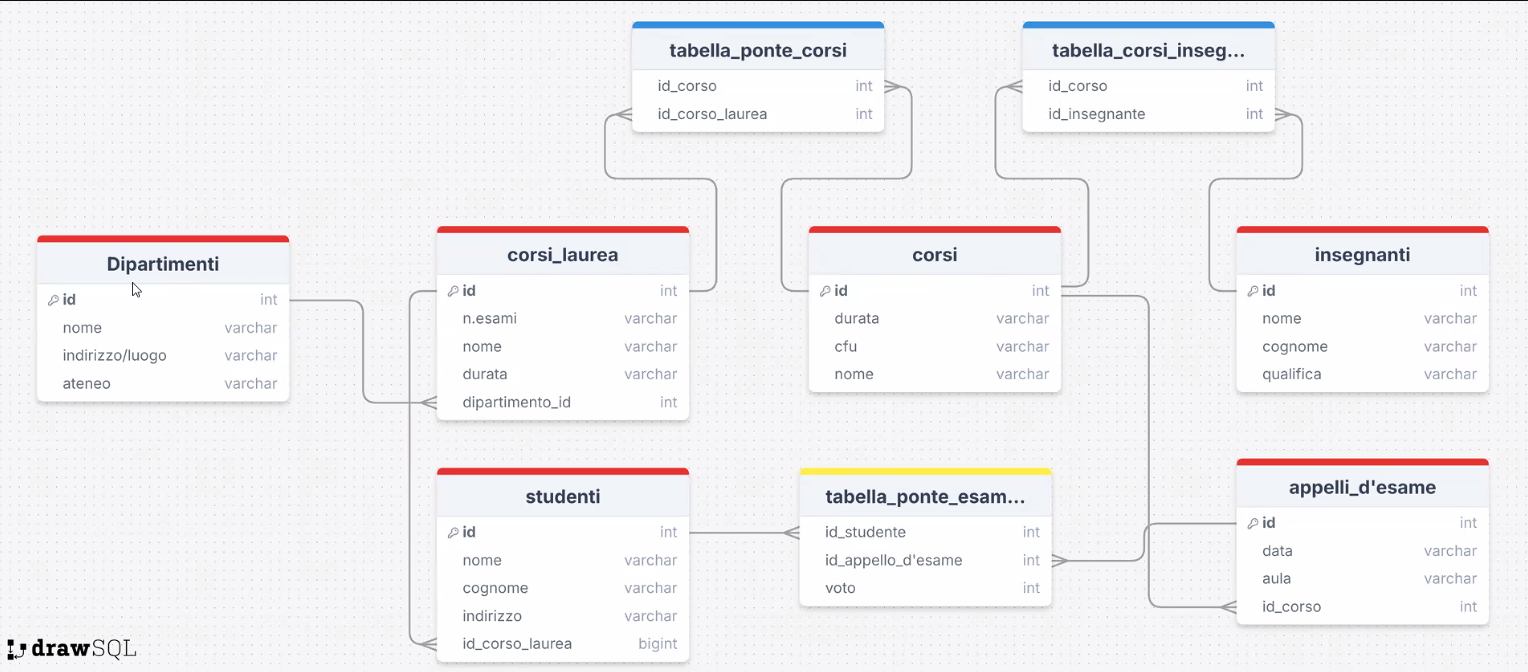 tabella_ponte_corsi
id_corso int
id_corso_laurea int
tabella_corsi_inseg...
id_corso int
id_insegnante int
Dipartimenti
id int
nome varchar
indirizzo/luogo varchar
ateneo varchar
corsi_laurea
id int
n.esami varchar
nome varchar
durata varchar
dipartimento_id int
corsi
id int
durata varchar
cfu varchar
nome varchar
insegnanti
id int
nome varchar
cognome varchar
qualifica varchar
studenti
id int
nome varchar
cognome varchar
indirizzo varchar
id_corso_laurea bigint
tabella_ponte_esam...
id_studente int
id_appello_d'esame int
voto int
appelli_d'esame
id int
data varchar
aula varchar
id_corso int
drawSQL